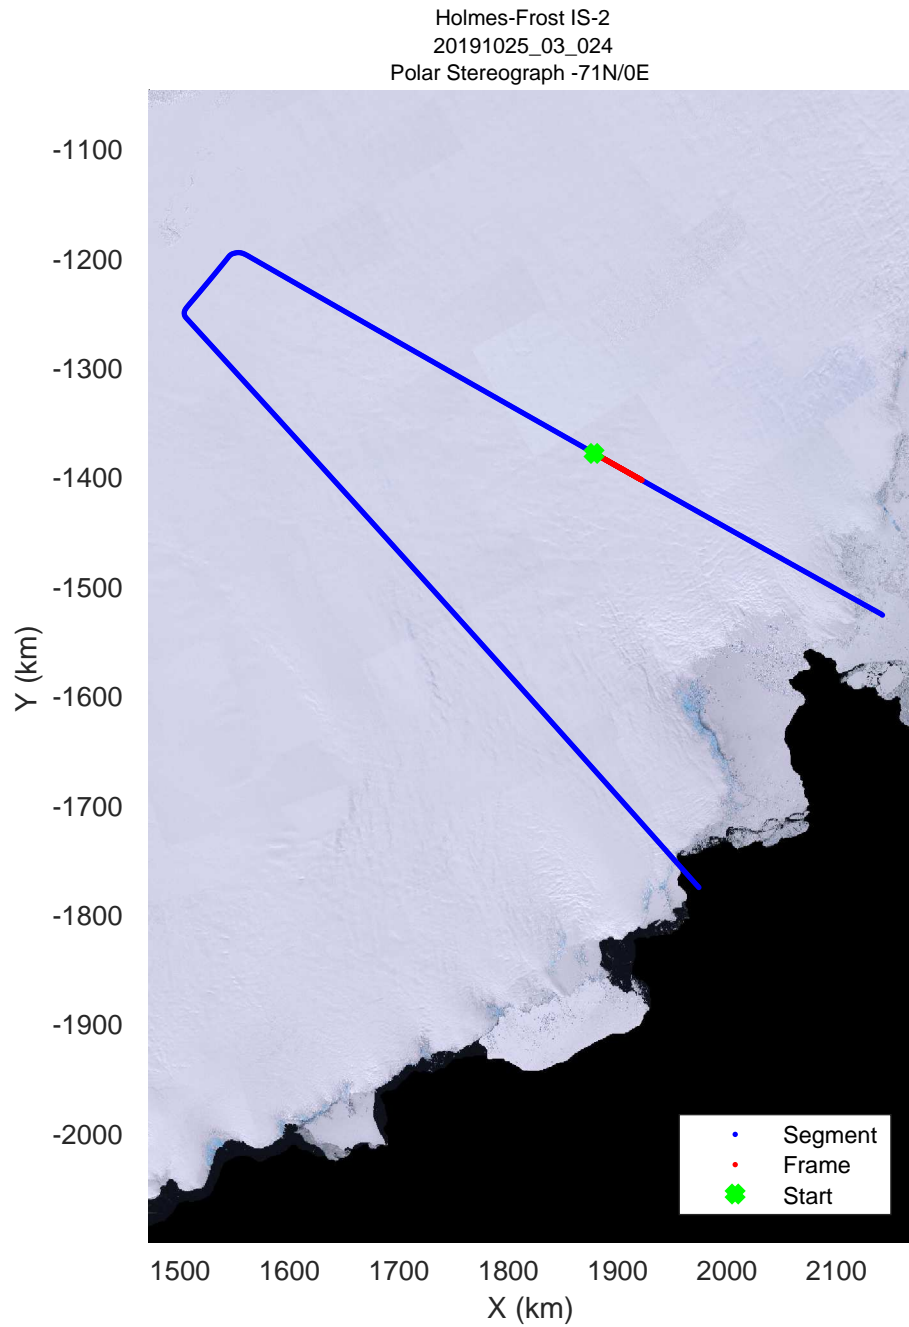 Holmes-Frost IS-2
20191025_03_024
Polar Stereograph -71N/0E
-1100
-1200
-1300
-1400
-1500
-1600
-1700
-1800
-1900
-2000
Y (km)
Segment
Frame
Start
1500 1600 1700 1800 1900 2000 2100
X (km)